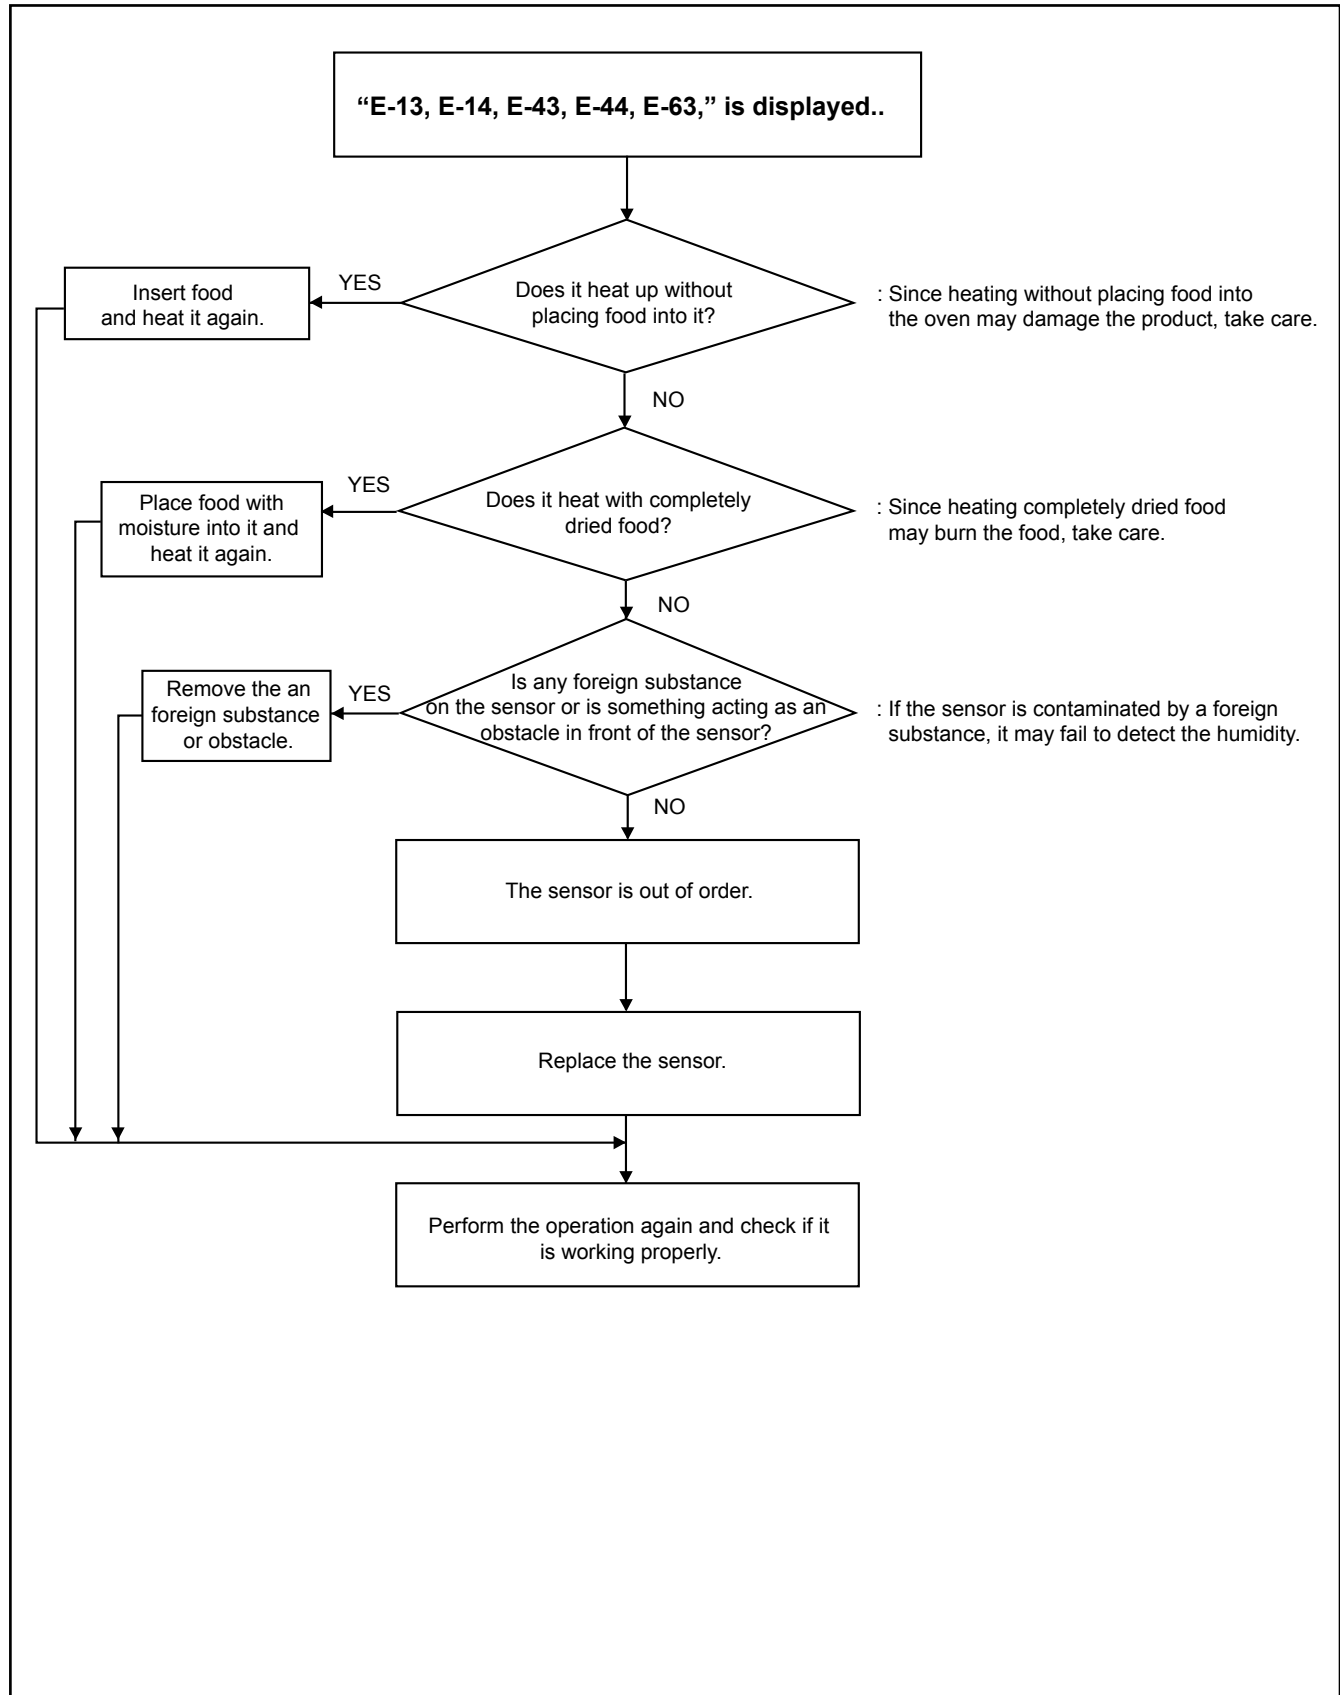 “E-13, E-14, E-43, E-44, E-63,” is displayed..
Does it heat up without
placing food into it?
YES
Insert food
and heat it again.
: Since heating without placing food into
the oven may damage the product, take care.
NO
Does it heat with completely
dried food?
YES
Place food with
moisture into it and
heat it again.
: Since heating completely dried food
may burn the food, take care.
NO
Is any foreign substance
on the sensor or is something acting as an
obstacle in front of the sensor?
YES
Remove the an
foreign substance
or obstacle.
: If the sensor is contaminated by a foreign
substance, it may fail to detect the humidity.
NO
The sensor is out of order.
Replace the sensor.
Perform the operation again and check if it
is working properly.